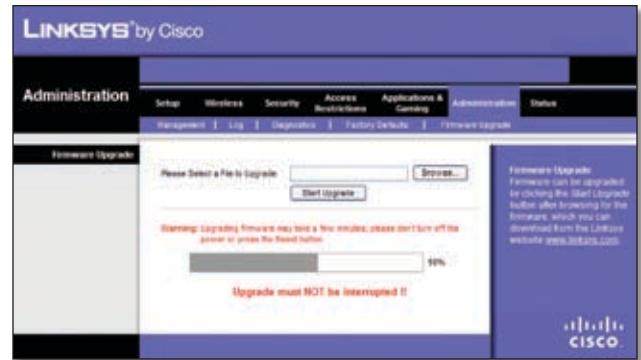 LINKSYS® by Cisco
Administration
Setup Wireless Security Access Restrictions Applications & Gaming Administration Status
Management | Log | Diagnostics | Factory Defaults | Firmware Upgrade
Firmware Upgrade
Please Select a File to Upgrade: Browse...
Start Upgrade
Warning: Upgrading firmware may take a few minutes, please don't turn off the
power or press the Reset button.
Upgrade must NOT be interrupted !!
Firmware Upgrade:
Firmware can be upgraded
by clicking the Start Upgrade
button after browsing for the
firmware, which you can
download from the Linksys
website www.linksys.com.
CISCO